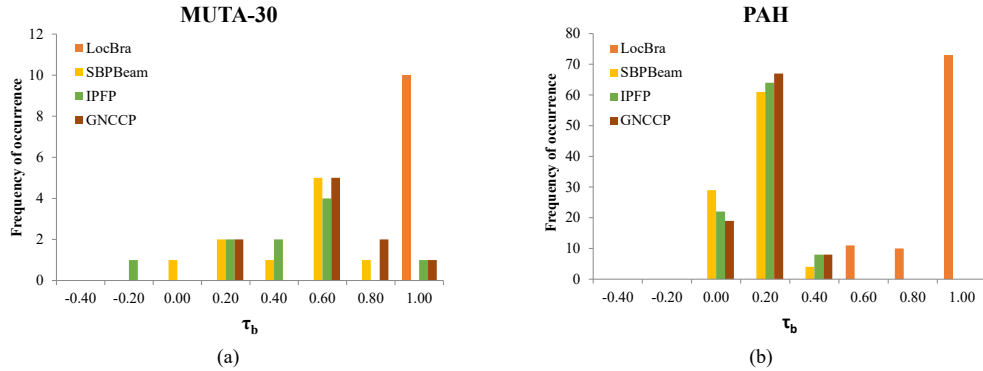 MUTA-30
12
10
8
6
4
2
0
Frequency of occurrence
LocBra
SBPBeam
IPFP
GNCCP
-0.40 -0.20 0.00 0.20 0.40 0.60 0.80 1.00
τb
(a)
PAH
80
70
60
50
40
30
20
10
0
Frequency of occurrence
LocBra
SBPBeam
IPFP
GNCCP
-0.40 -0.20 0.00 0.20 0.40 0.60 0.80 1.00
τb
(b)